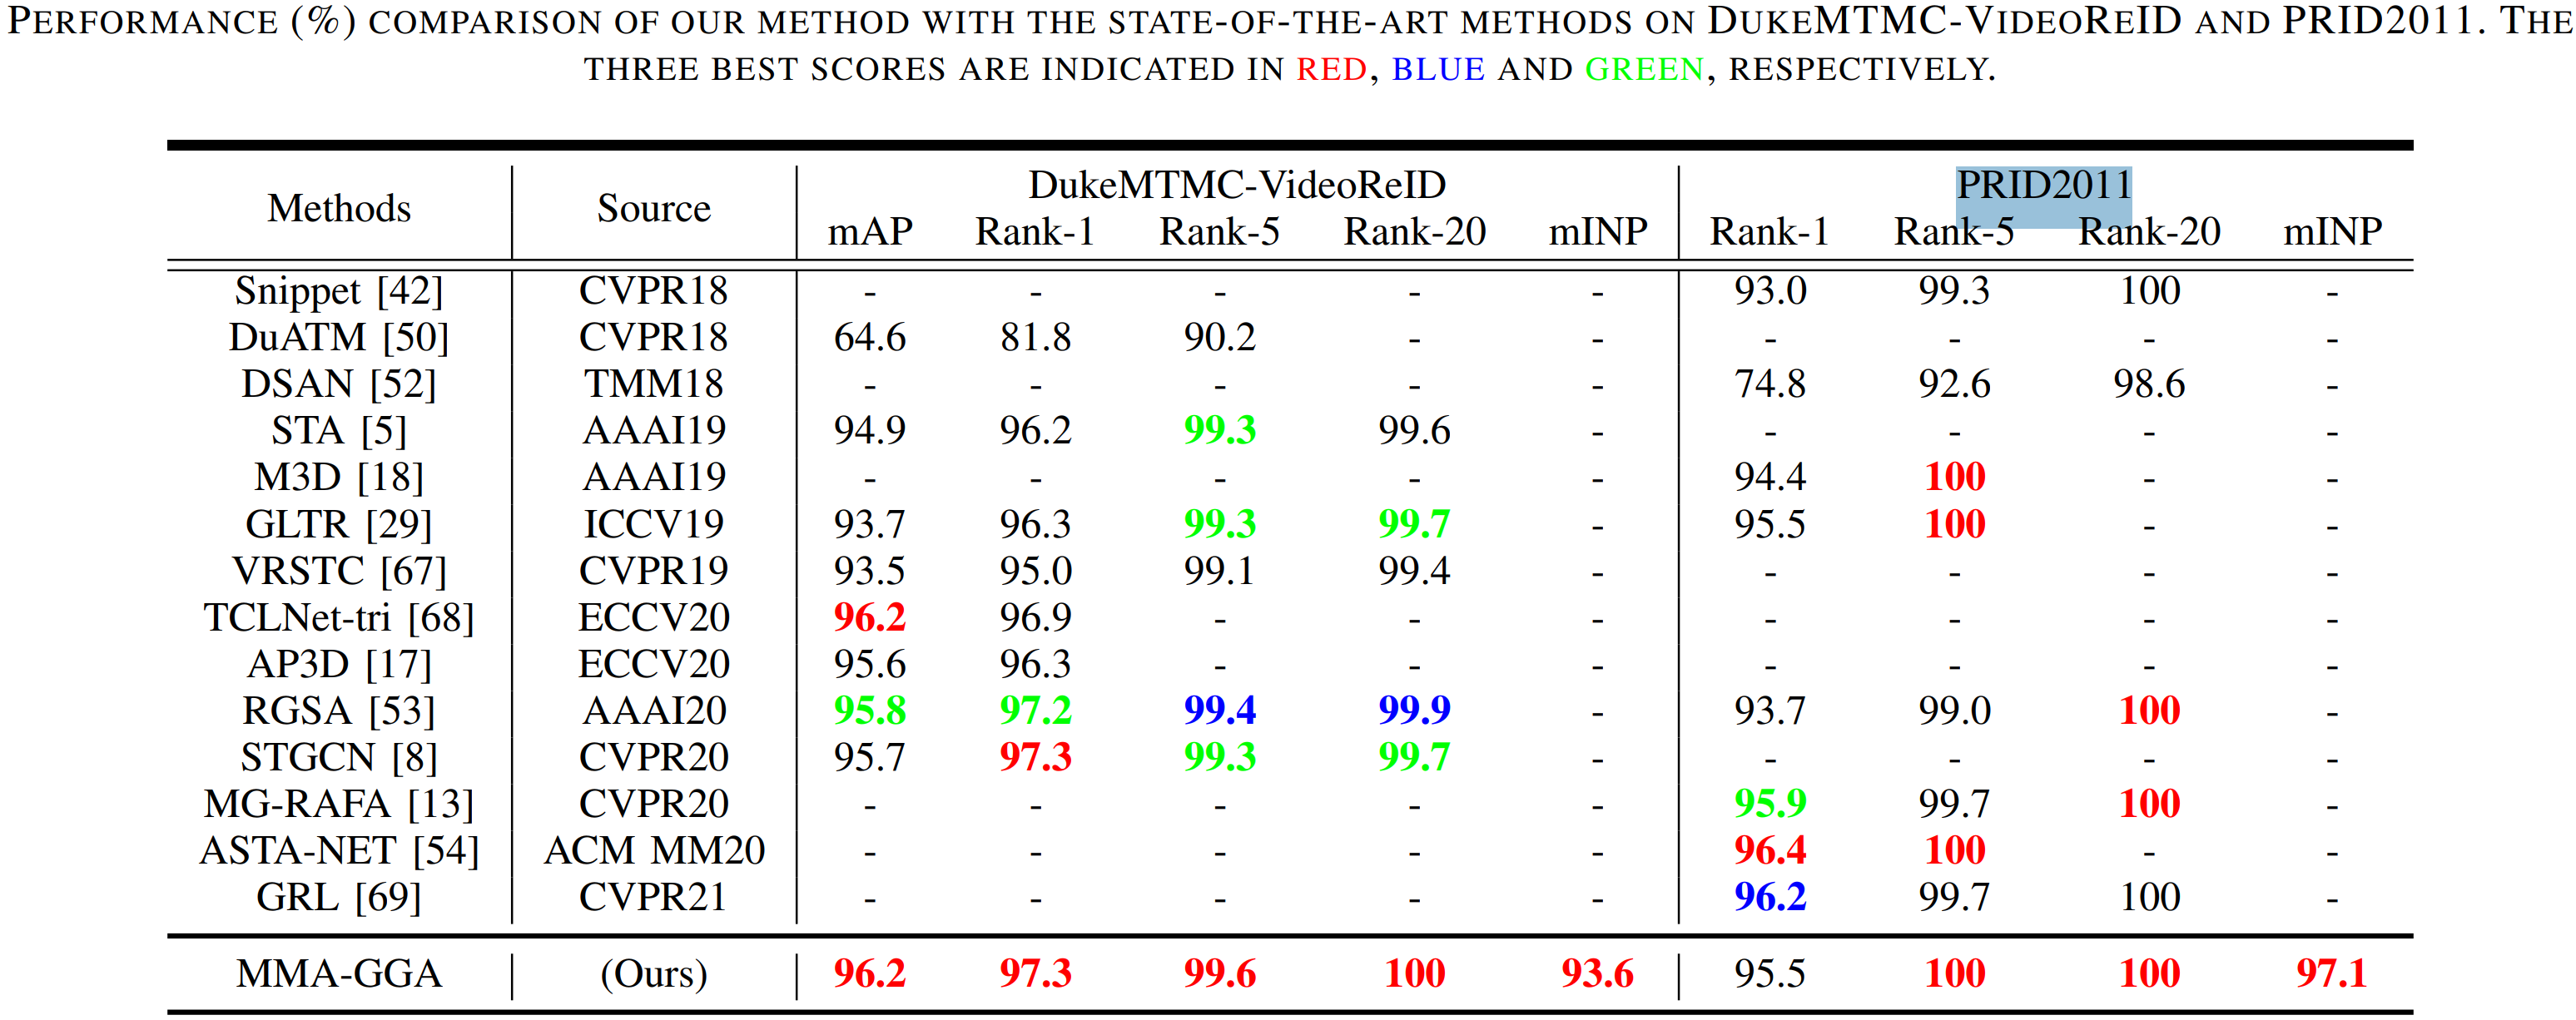 PERFORMANCE (%) COMPARISON OF OUR METHOD WITH THE STATE-OF-THE-ART METHODS ON DUKEMTMC-VIDEOREID AND PRID2011. THE
THREE BEST SCORES ARE INDICATED IN RED, BLUE AND GREEN, RESPECTIVELY.
Methods Source DukeMTMC-VideoReID PRID2011
mAP Rank-1 Rank-5 Rank-20 mINP Rank-1 Rank-5 Rank-20 mINP
Snippet [42] CVPR18 - - - - - 93.0 99.3 100 -
DuATM [50] CVPR18 64.6 81.8 90.2 - - - - - -
DSAN [52] TMM18 - - - - - 74.8 92.6 98.6 -
STA [5] AAAI19 94.9 96.2 99.3 99.6 - - - - -
M3D [18] AAAI19 - - - - - 94.4 100 - -
GLTR [29] ICCV19 93.7 96.3 99.3 99.7 - 95.5 100 - -
VRSTC [67] CVPR19 93.5 95.0 99.1 99.4 - - - - -
TCLNet-tri [68] ECCV20 96.2 96.9 - - - - - - -
AP3D [17] ECCV20 95.6 96.3 - - - - - - -
RGSA [53] AAAI20 95.8 97.2 99.4 99.9 - 93.7 99.0 100 -
STGCN [8] CVPR20 95.7 97.3 99.3 99.7 - - - - -
MG-RAFA [13] CVPR20 - - - - - 95.9 99.7 100 -
ASTA-NET [54] ACM MM20 - - - - - 96.4 100 - -
GRL [69] CVPR21 - - - - - 96.2 99.7 100 -
MMA-GGA (Ours) 96.2 97.3 99.6 100 93.6 95.5 100 100 97.1